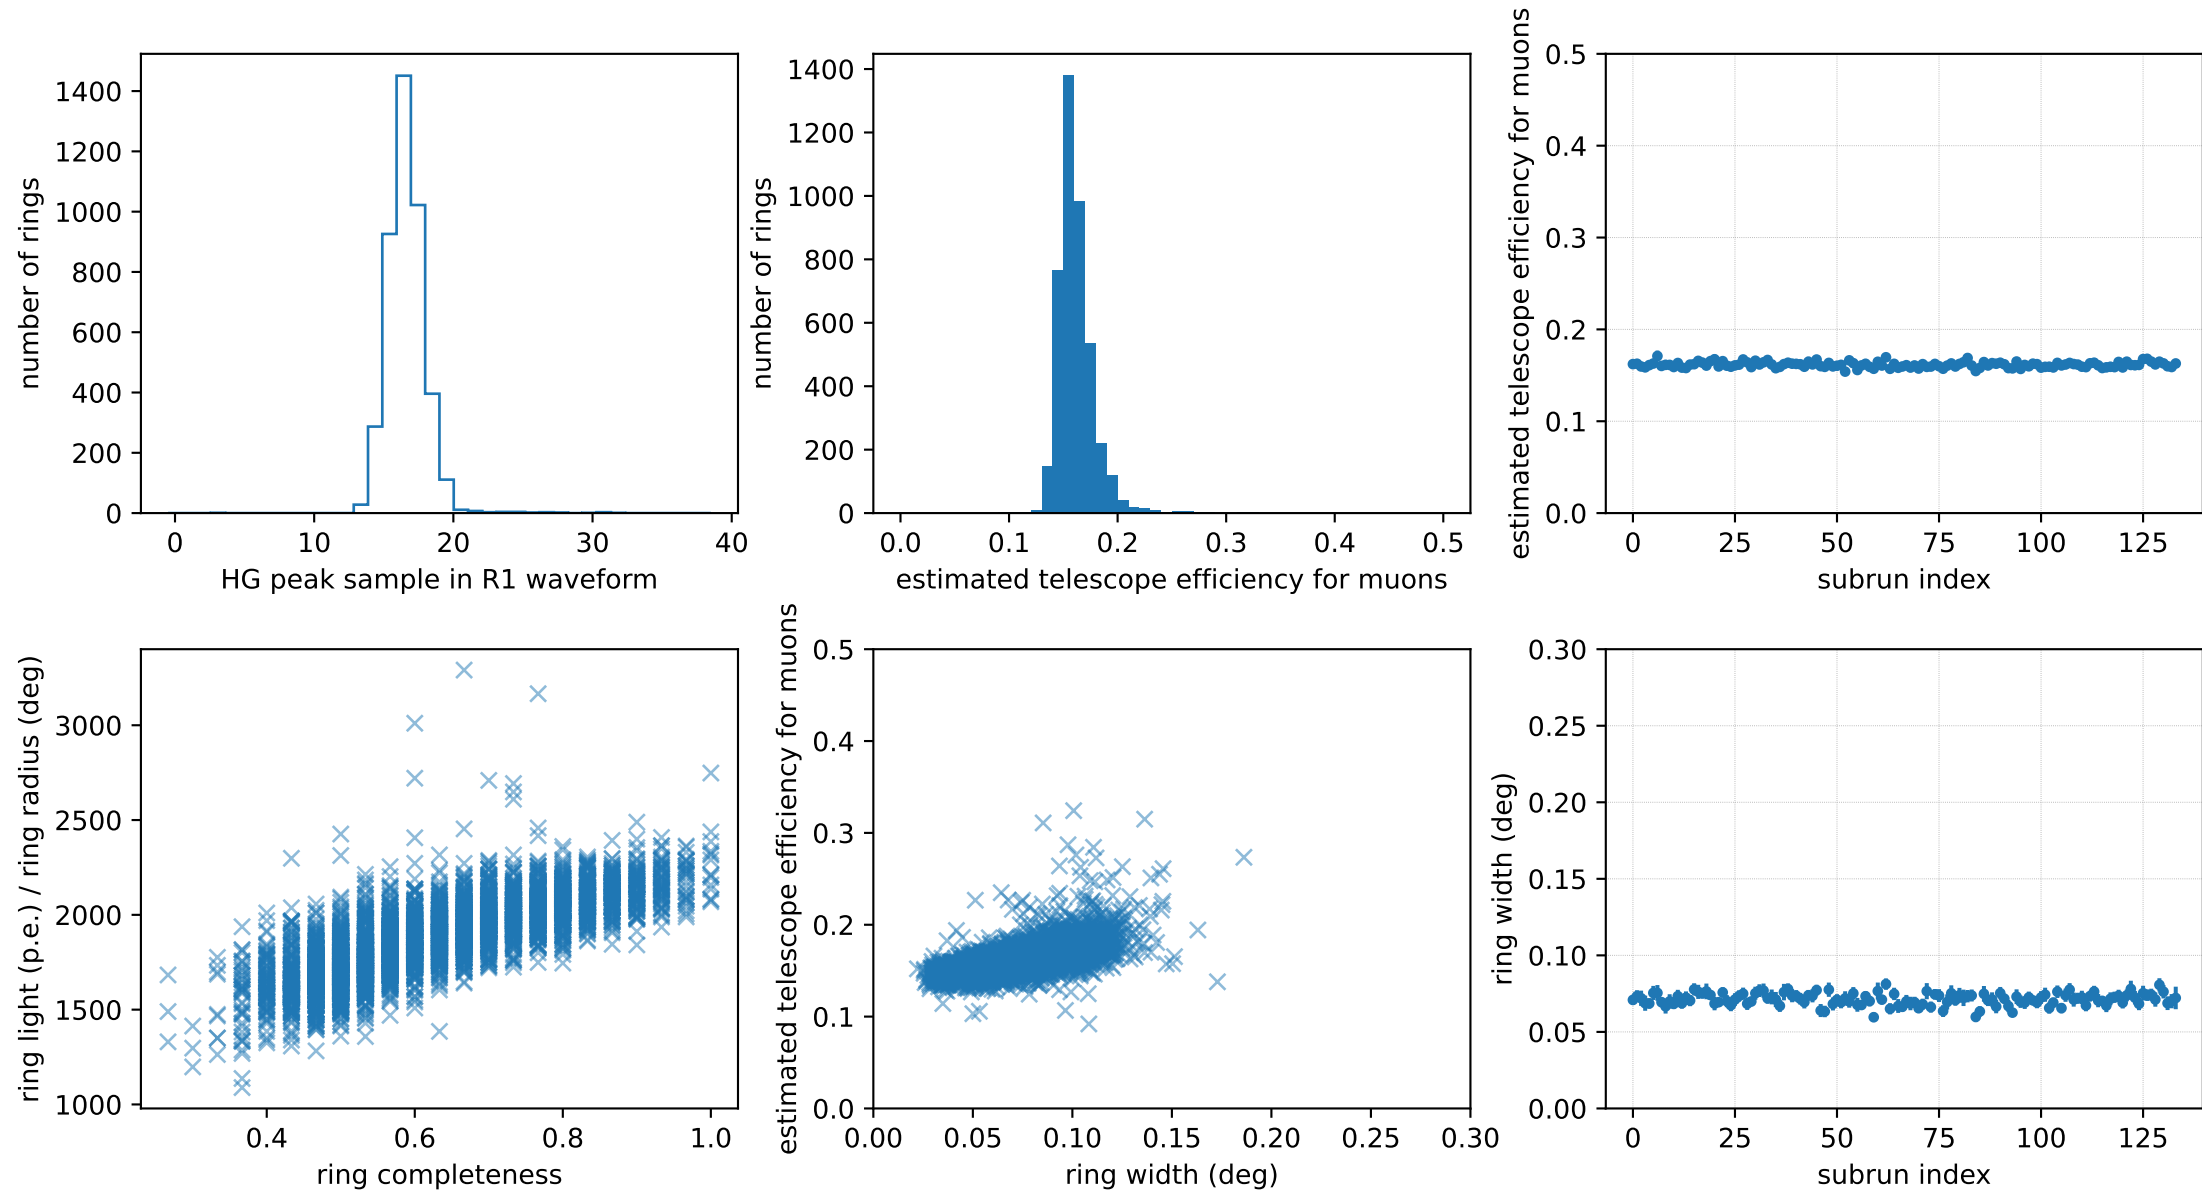 number of rings
1400
1200
1000
800
600
400
200
0
0 10 20 30 40
HG peak sample in R1 waveform
number of rings
1400
1200
1000
800
600
400
200
0
0.0 0.1 0.2 0.3 0.4 0.5
estimated telescope efficiency for muons
estimated telescope efficiency for muons
0.5
0.4
0.3
0.2
0.1
0.0
0 25 50 75 100 125
subrun index
ring light (p.e.) / ring radius (deg)
3000
2500
2000
1500
1000
0.4 0.6 0.8 1.0
ring completeness
estimated telescope efficiency for muons
0.5
0.4
0.3
0.2
0.1
0.0
0.00 0.05 0.10 0.15 0.20 0.25 0.30
ring width (deg)
ring width (deg)
0.30
0.25
0.20
0.15
0.10
0.05
0.00
0 25 50 75 100 125
subrun index